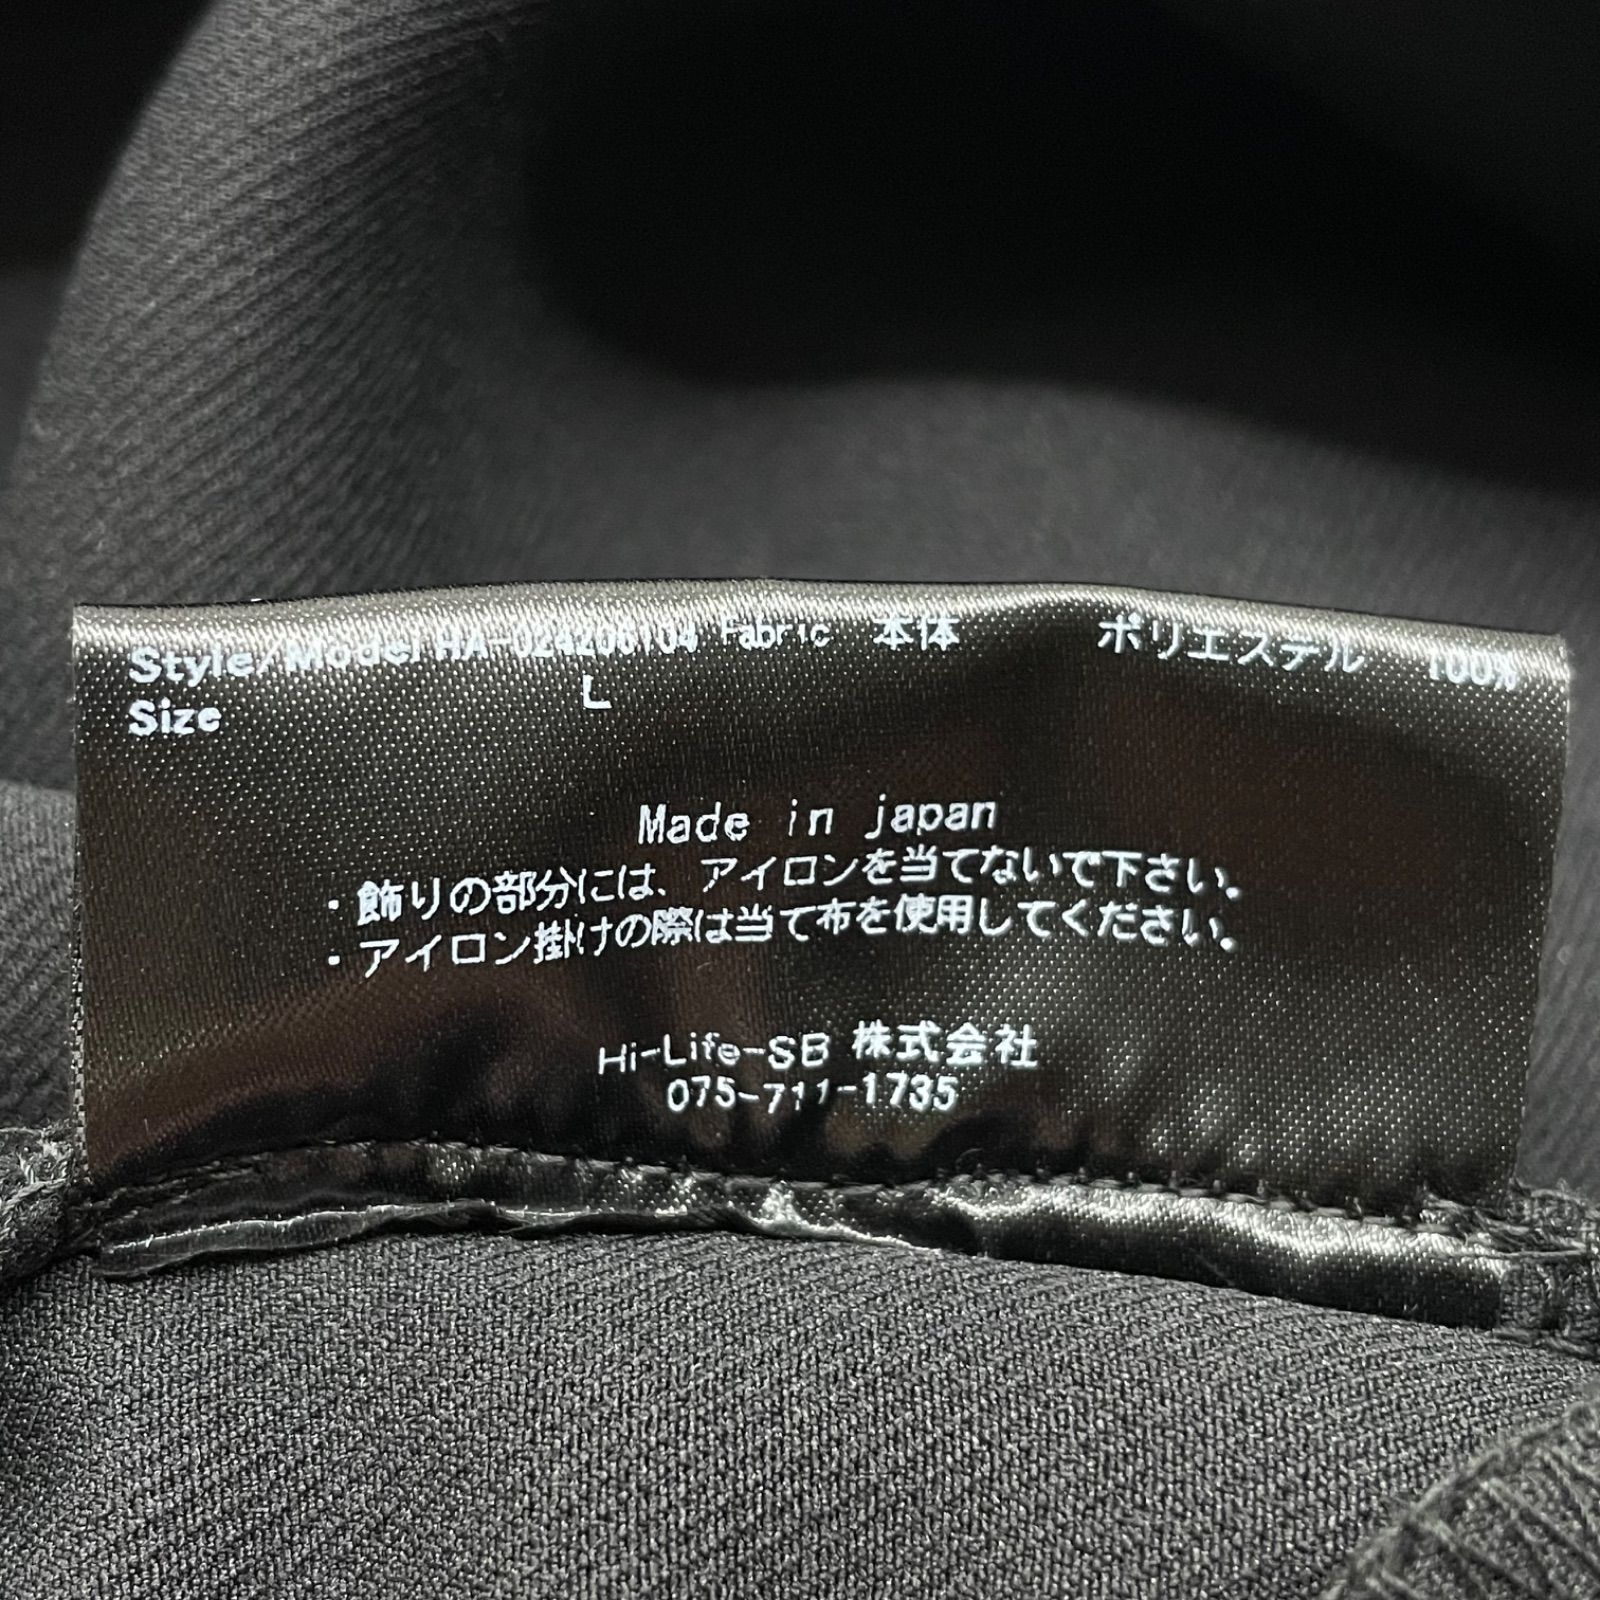 Style/Model HA-024206104 Fabric 本体 ポリエステル 100%
Size L
Made in japan
・飾りの部分には、アイロンを当てないで下さい。
・アイロン掛けの際は当て布を使用してください。
Hi-Life-SB 株式会社
075-711-1735